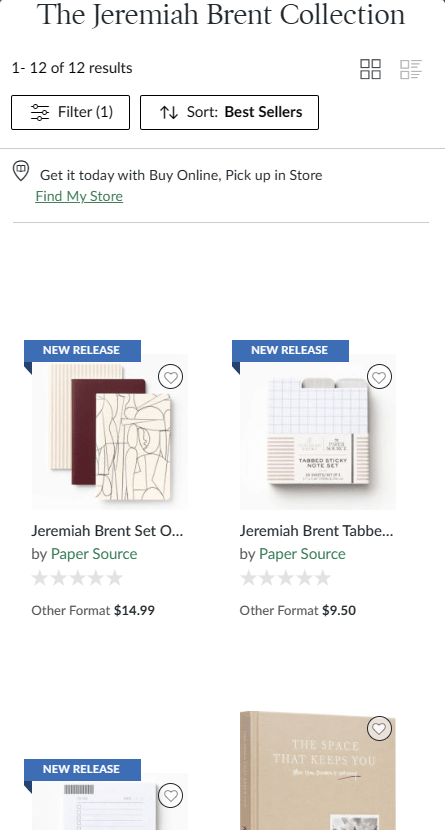 The Jeremiah Brent Collection
1- 12 of 12 results
Filter (1)
Sort: Best Sellers
Get it today with Buy Online, Pick up in Store
Find My Store
NEW RELEASE
NEW RELEASE
PAPER SOURCE
TABBED STICKY
NOTE SET
Jeremiah Brent Set O...
Jeremiah Brent Tabbe...
by Paper Source
by Paper Source
Other Format $14.99
Other Format $9.50
NEW RELEASE
THE SPACE
THAT KEEPS YOU